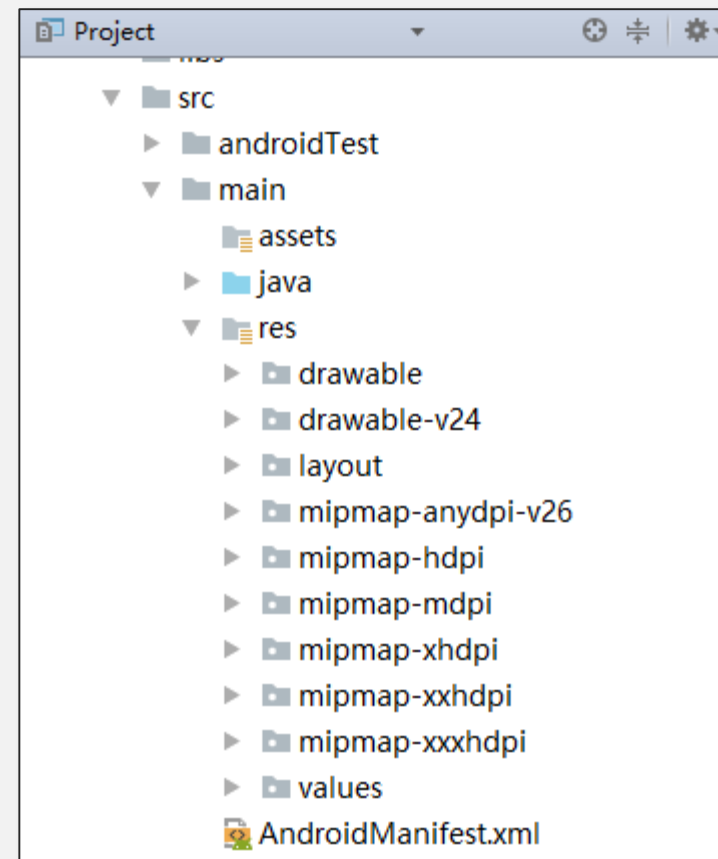 Project
src
androidTest
main
assets
java
res
drawable
drawable-v24
layout
mipmap-anydpi-v26
mipmap-hdpi
mipmap-mdpi
mipmap-xhdpi
mipmap-xxhdpi
mipmap-xxxhdpi
values
AndroidManifest.xml